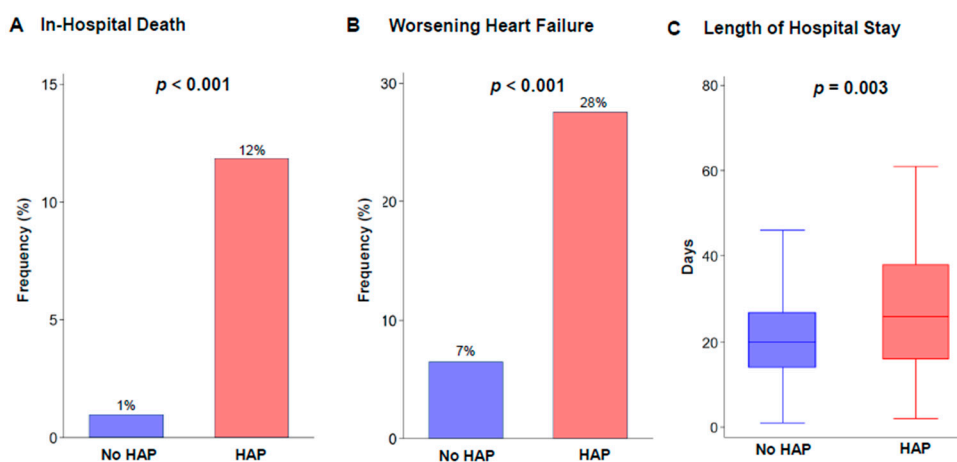 A In-Hospital Death
p < 0.001
15
10
5
0
Frequency (%)
1%
12%
No HAP
HAP
B Worsening Heart Failure
p < 0.001
30
20
10
0
Frequency (%)
7%
28%
No HAP
HAP
C Length of Hospital Stay
p = 0.003
80
60
40
20
0
Days
No HAP
HAP